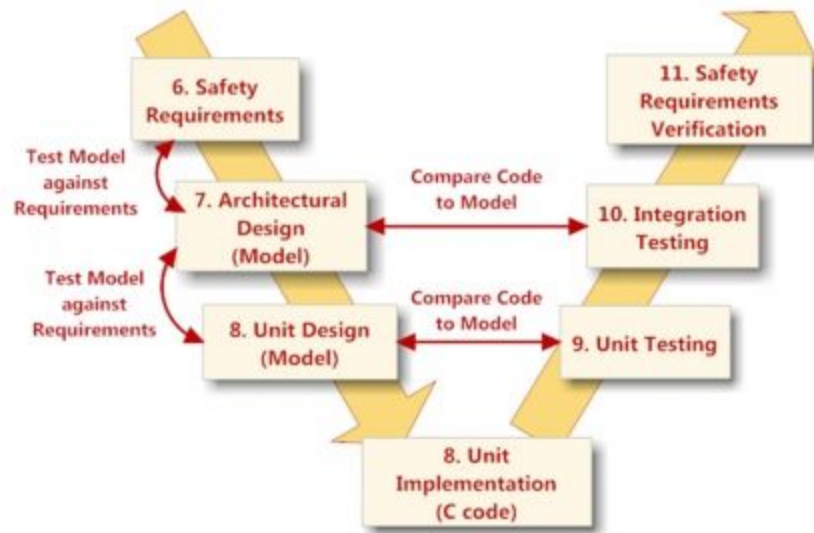 6. Safety
Requirements
11. Safety
Requirements
Verification
Test Model
against
Requirements
7. Architectural
Design
(Model)
Compare Code
to Model
10. Integration
Testing
Test Model
against
Requirements
8. Unit Design
(Model)
Compare Code
to Model
9. Unit Testing
8. Unit
Implementation
(C code)